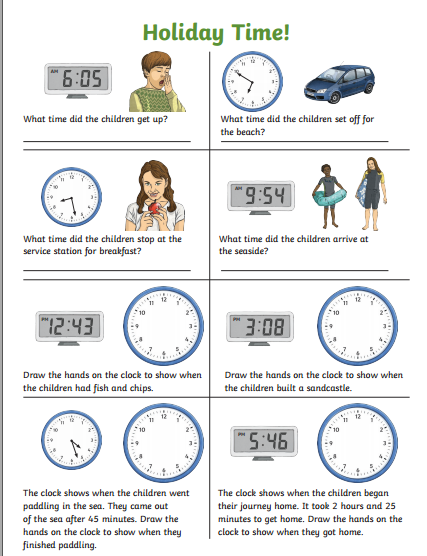 Holiday Time!
AM 6:05
What time did the children get up?
What time did the children set off for
the beach?
What time did the children stop at the
service station for breakfast?
AM 9:54
What time did the children arrive at
the seaside?
PM 12:43
Draw the hands on the clock to show when
the children had fish and chips.
PM 3:08
Draw the hands on the clock to show when
the children built a sandcastle.
The clock shows when the children went
paddling in the sea. They came out
of the sea after 45 minutes. Draw the
hands on the clock to show when they
finished paddling.
PM 5:46
The clock shows when the children began
their journey home. It took 2 hours and 25
minutes to get home. Draw the hands on the
clock to show when they got home.